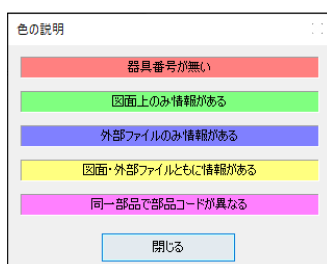 色の説明
器具番号が無い
図面上のみ情報がある
外部ファイルのみ情報がある
図面・外部ファイルともに情報がある
同一部品で部品コードが異なる
閉じる